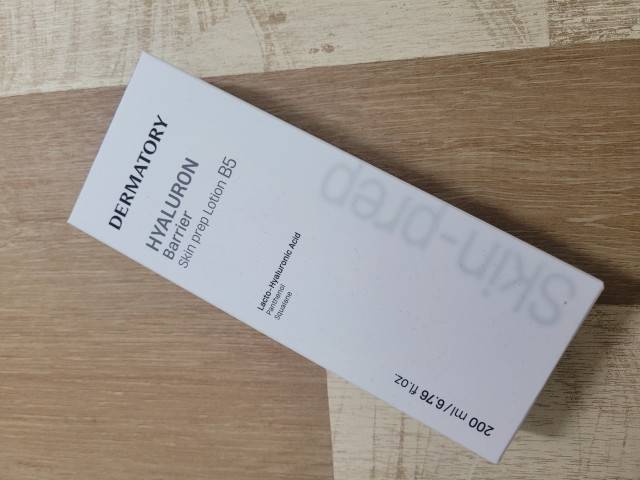 DERMATORY
HYALURON
Barrier
Skin prep Lotion B5
Lacto-Hyaluronic Acid
Panthenol
Squalane
skin-prep
200 ml/6.76 fl.oz.